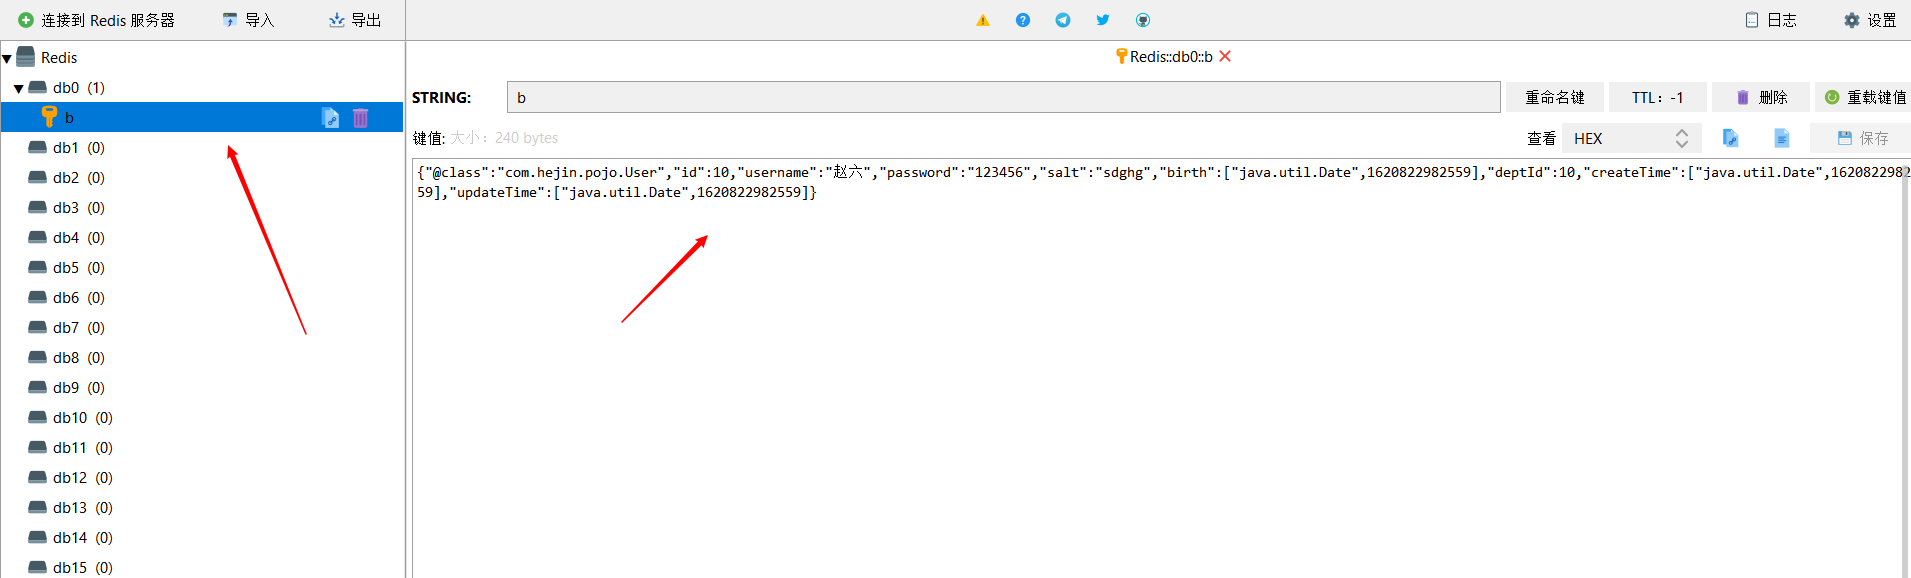 连接到 Redis 服务器 导入 导出 日志 设置
Redis
db0 (1)
b
db1 (0)
db2 (0)
db3 (0)
db4 (0)
db5 (0)
db6 (0)
db7 (0)
db8 (0)
db9 (0)
db10 (0)
db11 (0)
db12 (0)
db13 (0)
db14 (0)
db15 (0)
Redis::db0::b
STRING: b 重命名键 TTL：-1 删除 重载键值
键值: 大小：240 bytes 查看 HEX 保存
{"@class":"com.hejin.pojo.User","id":10,"username":"赵六","password":"123456","salt":"sdghg","birth":["java.util.Date",1620822982559],"deptId":10,"createTime":["java.util.Date",16208229825
59],"updateTime":["java.util.Date",1620822982559]}